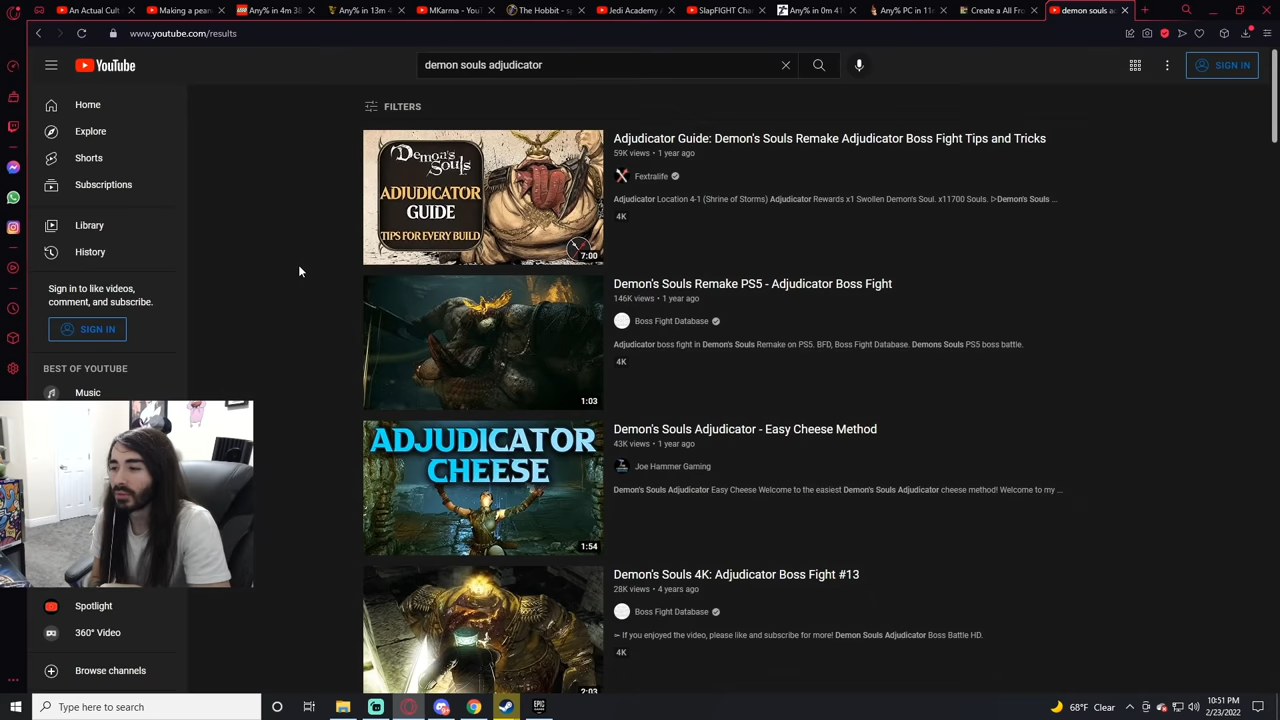 An Actual Cult
Making a pean
Any% in 4m 38
Any% in 13m 4
MKarma - YouT
The Hobbit - sp
Jedi Academy
SlapFIGHT Char
Any% in 0m 41
Any% PC in 11
Create a All Fro
demon souls ad
www.youtube.com/results
YouTube
demon souls adjudicator
SIGN IN
Home
Explore
Shorts
Subscriptions
Library
History
Sign in to like videos,
comment, and subscribe.
SIGN IN
BEST OF YOUTUBE
Music
Spotlight
360° Video
Browse channels
FILTERS
Demon's
Souls
ADJUDICATOR
GUIDE
TIPS FOR EVERY BUILD
7:00
Adjudicator Guide: Demon's Souls Remake Adjudicator Boss Fight Tips and Tricks
59K views • 1 year ago
Fextralife
Adjudicator Location 4-1 (Shrine of Storms) Adjudicator Rewards x1 Swollen Demon's Soul. x11700 Souls. ▷Demon's Souls ...
4K
1:03
Demon's Souls Remake PS5 - Adjudicator Boss Fight
146K views • 1 year ago
Boss Fight Database
Adjudicator boss fight in Demon's Souls Remake on PS5. BFD, Boss Fight Database. Demons Souls PS5 boss battle.
4K
ADJUDICATOR
CHEESE
1:54
Demon's Souls Adjudicator - Easy Cheese Method
43K views • 1 year ago
Joe Hammer Gaming
Demon's Souls Adjudicator Easy Cheese Welcome to the easiest Demon's Souls Adjudicator cheese method! Welcome to my ...
2:03
Demon's Souls 4K: Adjudicator Boss Fight #13
28K views • 4 years ago
Boss Fight Database
➢ If you enjoyed the video, please like and subscribe for more! Demon Souls Adjudicator Boss Battle HD.
4K
Type here to search
EPIC
68°F Clear
10:51 PM
2/23/2022